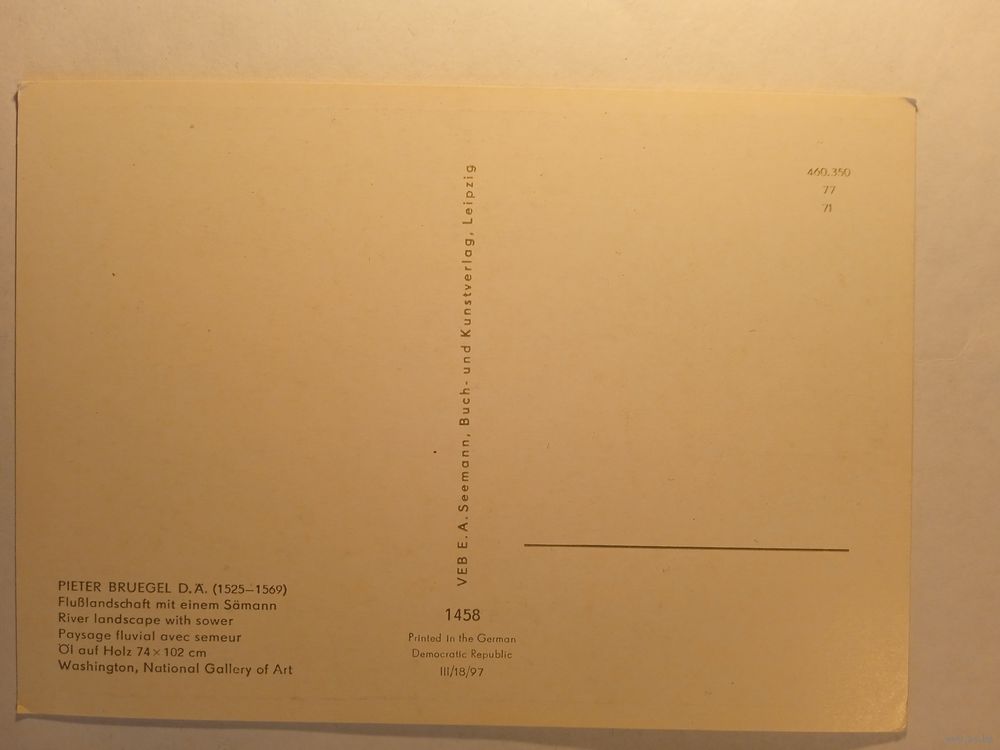 460.350
77
71
VEB E. A. Seemann, Buch- und Kunstverlag, Leipzig
PIETER BRUEGEL D. Ä. (1525–1569)
Flußlandschaft mit einem Sämann
River landscape with sower
Paysage fluvial avec semeur
Öl auf Holz 74 × 102 cm
Washington, National Gallery of Art
1458
Printed in the German
Democratic Republic
III/18/97